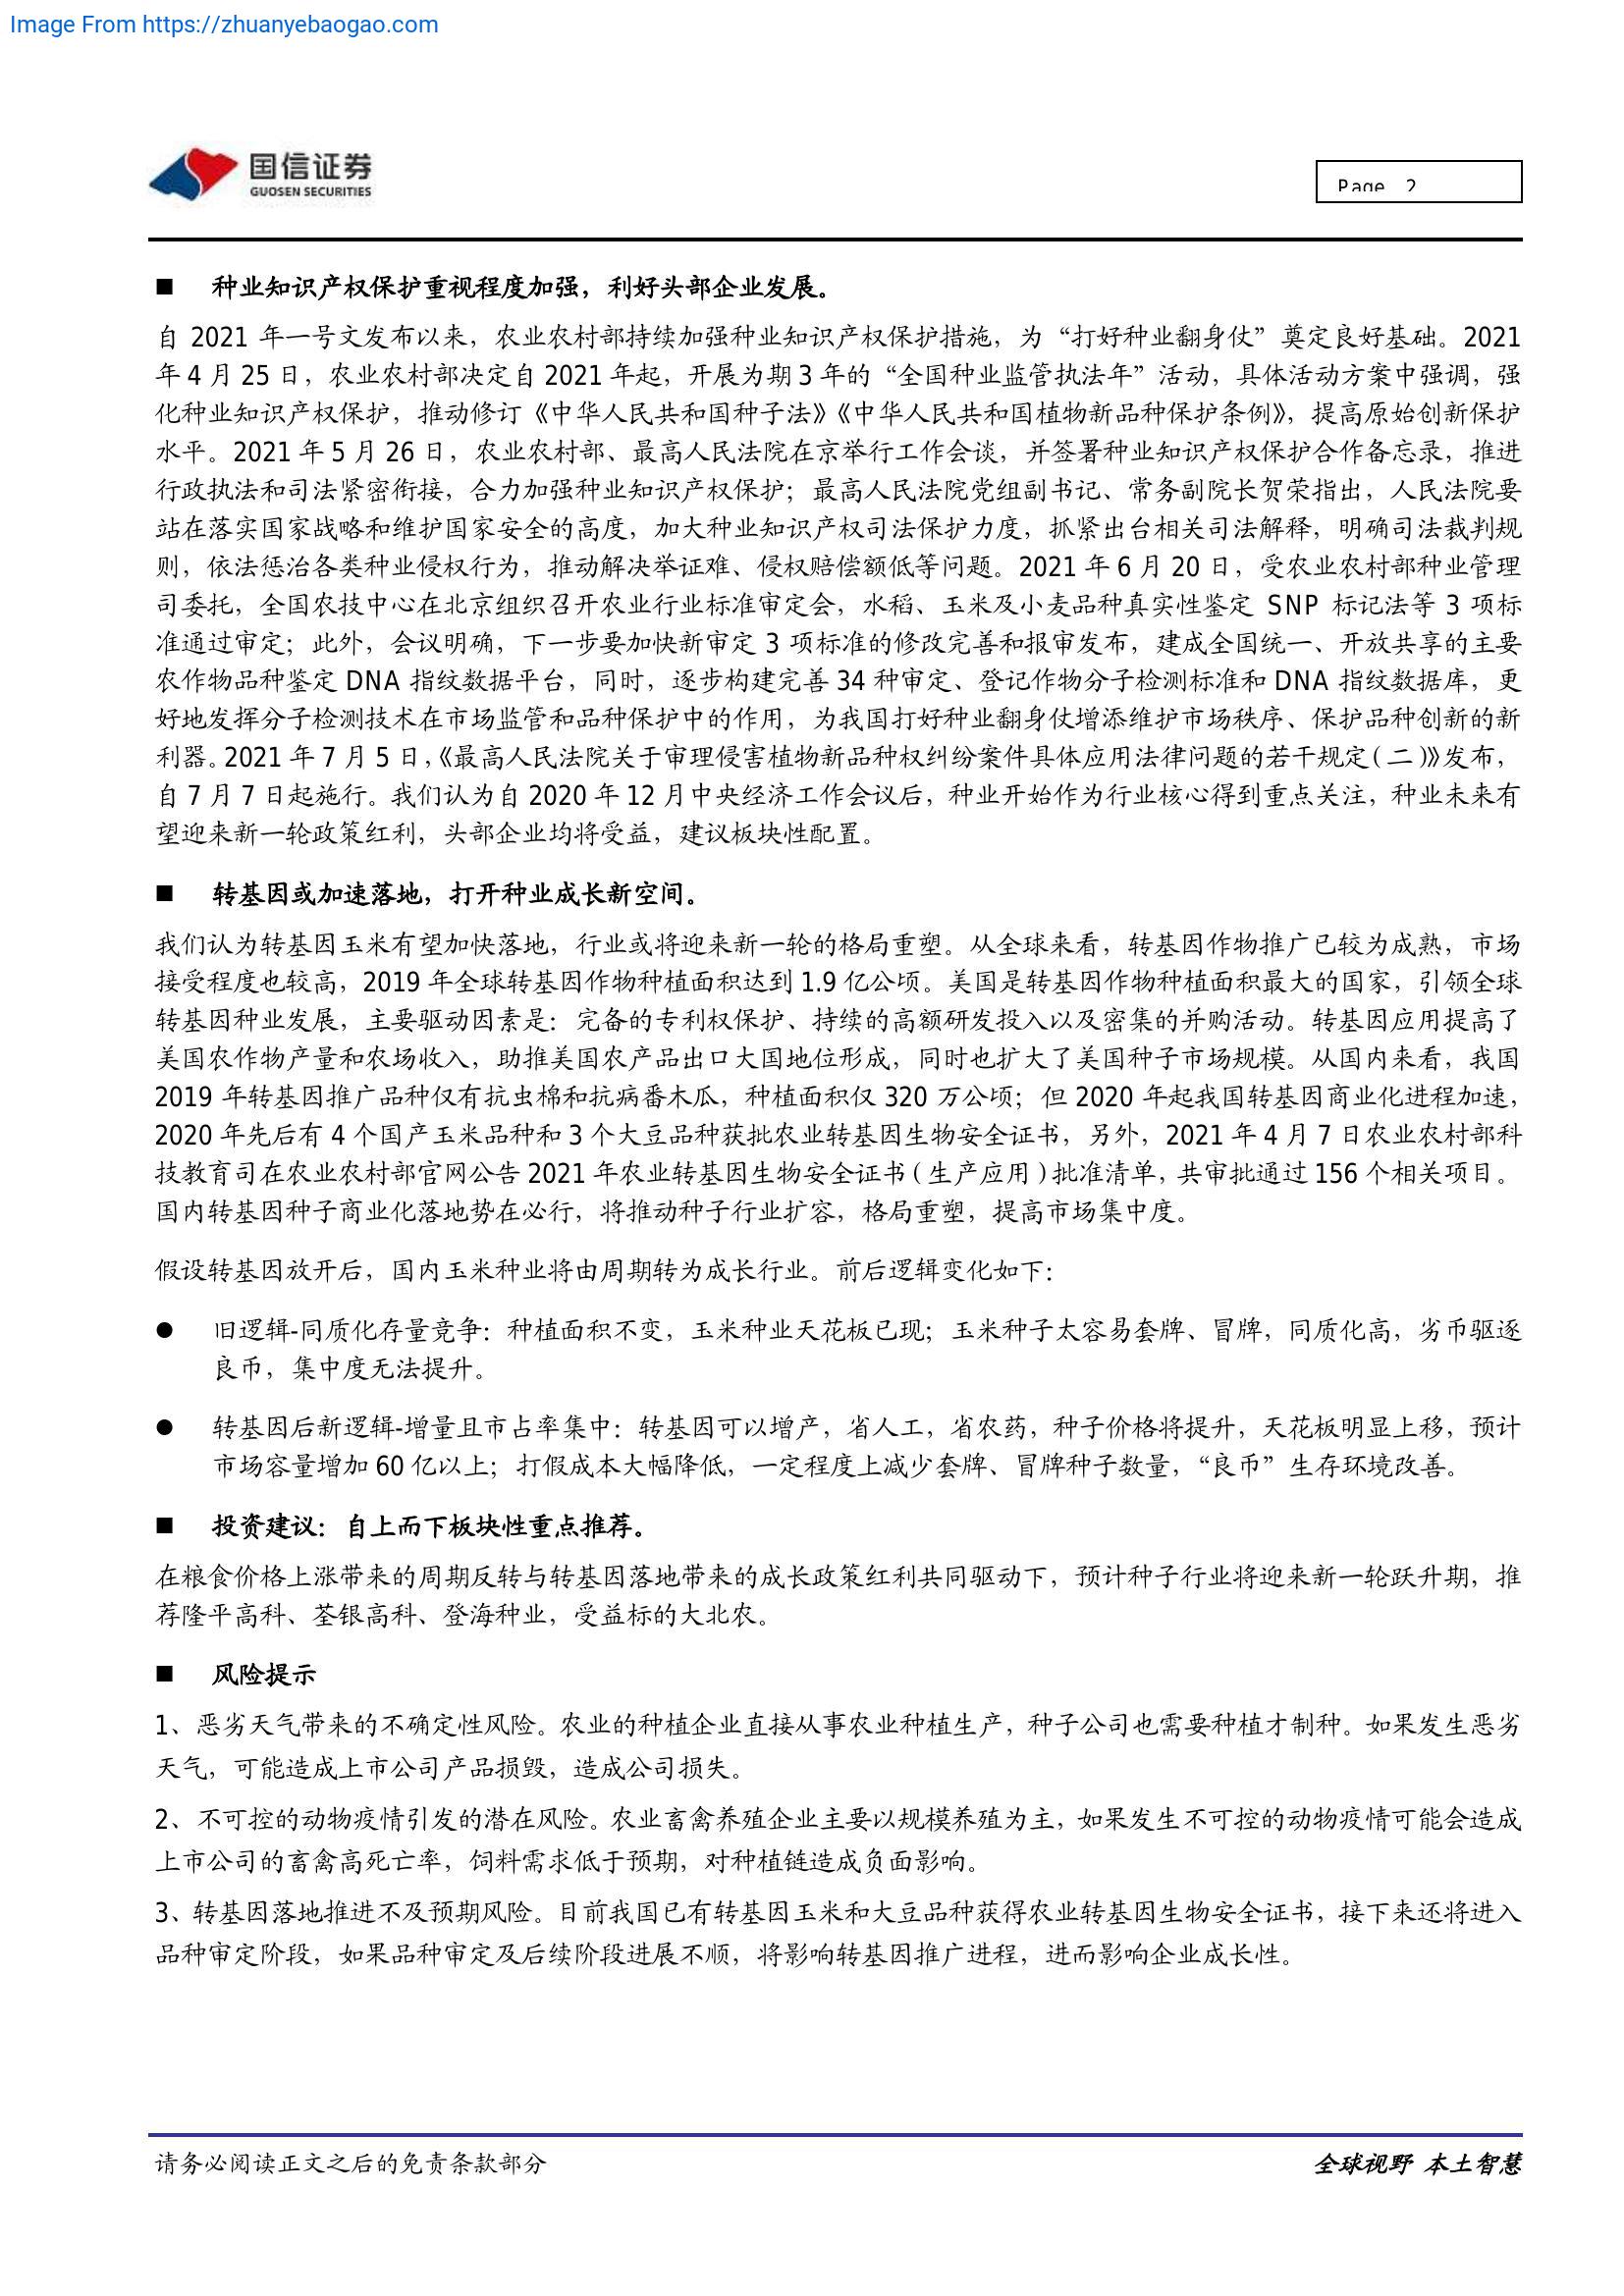 Image From https://zhuanyebaogao.com
国信证券
GUOSEN SECURITIES
Page 2
■ 种业知识产权保护重视程度加强，利好头部企业发展。
自 2021 年一号文发布以来，农业农村部持续加强种业知识产权保护措施，为“打好种业翻身仗”奠定良好基础。2021
年 4 月 25 日，农业农村部决定自 2021 年起，开展为期 3 年的“全国种业监管执法年”活动，具体活动方案中强调，强
化种业知识产权保护，推动修订《中华人民共和国种子法》《中华人民共和国植物新品种保护条例》，提高原始创新保护
水平。2021 年 5 月 26 日，农业农村部、最高人民法院在京举行工作会谈，并签署种业知识产权保护合作备忘录，推进
行政执法和司法紧密衔接，合力加强种业知识产权保护；最高人民法院党组副书记、常务副院长贺荣指出，人民法院要
站在落实国家战略和维护国家安全的高度，加大种业知识产权司法保护力度，抓紧出台相关司法解释，明确司法裁判规
则，依法惩治各类种业侵权行为，推动解决举证难、侵权赔偿额低等问题。2021 年 6 月 20 日，受农业农村部种业管理
司委托，全国农技中心在北京组织召开农业行业标准审定会，水稻、玉米及小麦品种真实性鉴定 SNP 标记法等 3 项标
准通过审定；此外，会议明确，下一步要加快新审定 3 项标准的修改完善和报审发布，建成全国统一、开放共享的主要
农作物品种鉴定 DNA 指纹数据平台，同时，逐步构建完善 34 种审定、登记作物分子检测标准和 DNA 指纹数据库，更
好地发挥分子检测技术在市场监管和品种保护中的作用，为我国打好种业翻身仗增添维护市场秩序、保护品种创新的新
利器。2021 年 7 月 5 日，《最高人民法院关于审理侵害植物新品种权纠纷案件具体应用法律问题的若干规定（二）》发布，
自 7 月 7 日起施行。我们认为自 2020 年 12 月中央经济工作会议后，种业开始作为行业核心得到重点关注，种业未来有
望迎来新一轮政策红利，头部企业均将受益，建议板块性配置。
■ 转基因或加速落地，打开种业成长新空间。
我们认为转基因玉米有望加快落地，行业或将迎来新一轮的格局重塑。从全球来看，转基因作物推广已较为成熟，市场
接受程度也较高，2019 年全球转基因作物种植面积达到 1.9 亿公顷。美国是转基因作物种植面积最大的国家，引领全球
转基因种业发展，主要驱动因素是：完备的专利权保护、持续的高额研发投入以及密集的并购活动。转基因应用提高了
美国农作物产量和农场收入，助推美国农产品出口大国地位形成，同时也扩大了美国种子市场规模。从国内来看，我国
2019 年转基因推广品种仅有抗虫棉和抗病番木瓜，种植面积仅 320 万公顷；但 2020 年起我国转基因商业化进程加速，
2020 年先后有 4 个国产玉米品种和 3 个大豆品种获批农业转基因生物安全证书，另外，2021 年 4 月 7 日农业农村部科
技教育司在农业农村部官网公告 2021 年农业转基因生物安全证书（生产应用）批准清单，共审批通过 156 个相关项目。
国内转基因种子商业化落地势在必行，将推动种子行业扩容，格局重塑，提高市场集中度。
假设转基因放开后，国内玉米种业将由周期转为成长行业。前后逻辑变化如下：
● 旧逻辑-同质化存量竞争：种植面积不变，玉米种业天花板已现；玉米种子太容易套牌、冒牌，同质化高，劣币驱逐
良币，集中度无法提升。
● 转基因后新逻辑-增量且市占率集中：转基因可以增产，省人工，省农药，种子价格将提升，天花板明显上移，预计
市场容量增加 60 亿以上；打假成本大幅降低，一定程度上减少套牌、冒牌种子数量，“良币”生存环境改善。
■ 投资建议：自上而下板块性重点推荐。
在粮食价格上涨带来的周期反转与转基因落地带来的成长政策红利共同驱动下，预计种子行业将迎来新一轮跃升期，推
荐隆平高科、荃银高科、登海种业，受益标的大北农。
■ 风险提示
1、恶劣天气带来的不确定性风险。农业的种植企业直接从事农业种植生产，种子公司也需要种植才制种。如果发生恶劣
天气，可能造成上市公司产品损毁，造成公司损失。
2、不可控的动物疫情引发的潜在风险。农业畜禽养殖企业主要以规模养殖为主，如果发生不可控的动物疫情可能会造成
上市公司的畜禽高死亡率，饲料需求低于预期，对种植链造成负面影响。
3、转基因落地推进不及预期风险。目前我国已有转基因玉米和大豆品种获得农业转基因生物安全证书，接下来还将进入
品种审定阶段，如果品种审定及后续阶段进展不顺，将影响转基因推广进程，进而影响企业成长性。
请务必阅读正文之后的免责条款部分
全球视野 本土智慧